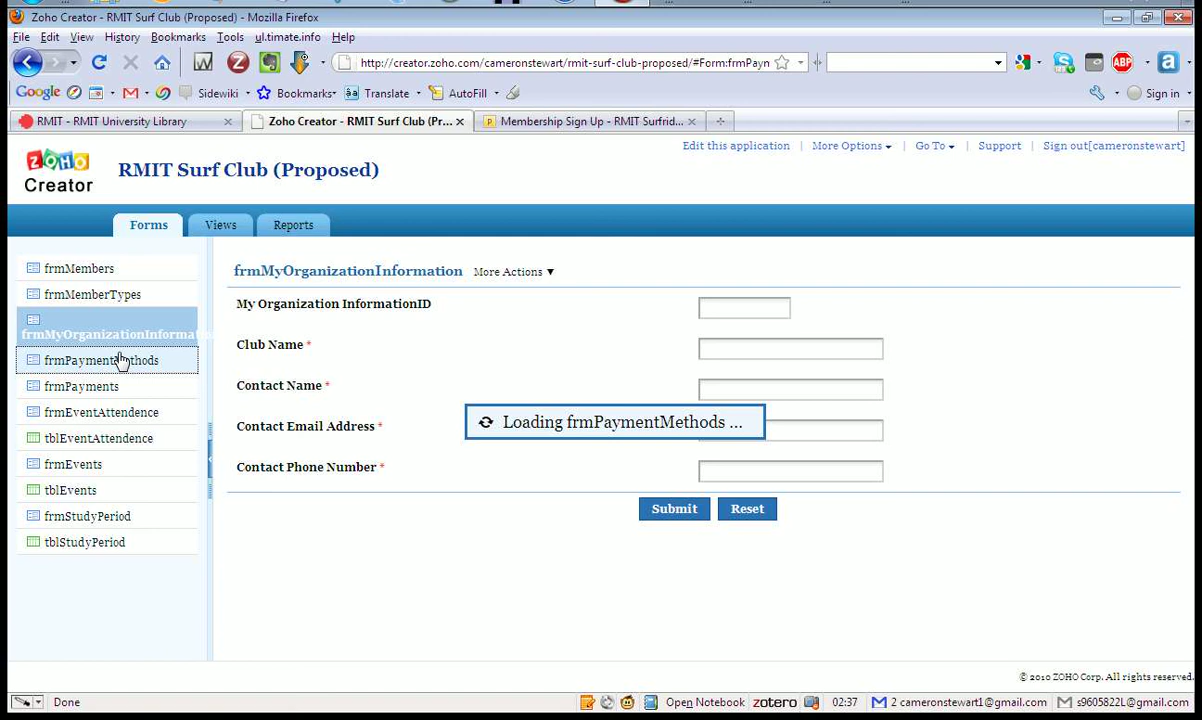 Zoho Creator - RMIT Surf Club (Proposed) - Mozilla Firefox
File Edit View History Bookmarks Tools ul.timate.info Help
http://creator.zoho.com/cameronstewart/rmit-surf-club-proposed/#Form:frmPayn
Google Sidewiki Bookmarks Translate AutoFill Sign in
RMIT - RMIT University Library Zoho Creator - RMIT Surf Club (Pr... Membership Sign Up - RMIT Surfrid...
ZOHO Creator
RMIT Surf Club (Proposed)
Edit this application More Options Go To Support Sign out[cameronstewart]
Forms Views Reports
frmMembers
frmMemberTypes
frmMyOrganizationInformat
frmPaymentMethods
frmPayments
frmEventAttendence
tblEventAttendence
frmEvents
tblEvents
frmStudyPeriod
tblStudyPeriod
frmMyOrganizationInformation More Actions ▼
My Organization InformationID
Club Name *
Contact Name *
Contact Email Address *
Contact Phone Number *
Loading frmPaymentMethods ...
Submit Reset
© 2010 ZOHO Corp. All rights reserved.
Done Open Notebook zotero 02:37 2 cameronstewart1@gmail.com s9605822L@gmail.com